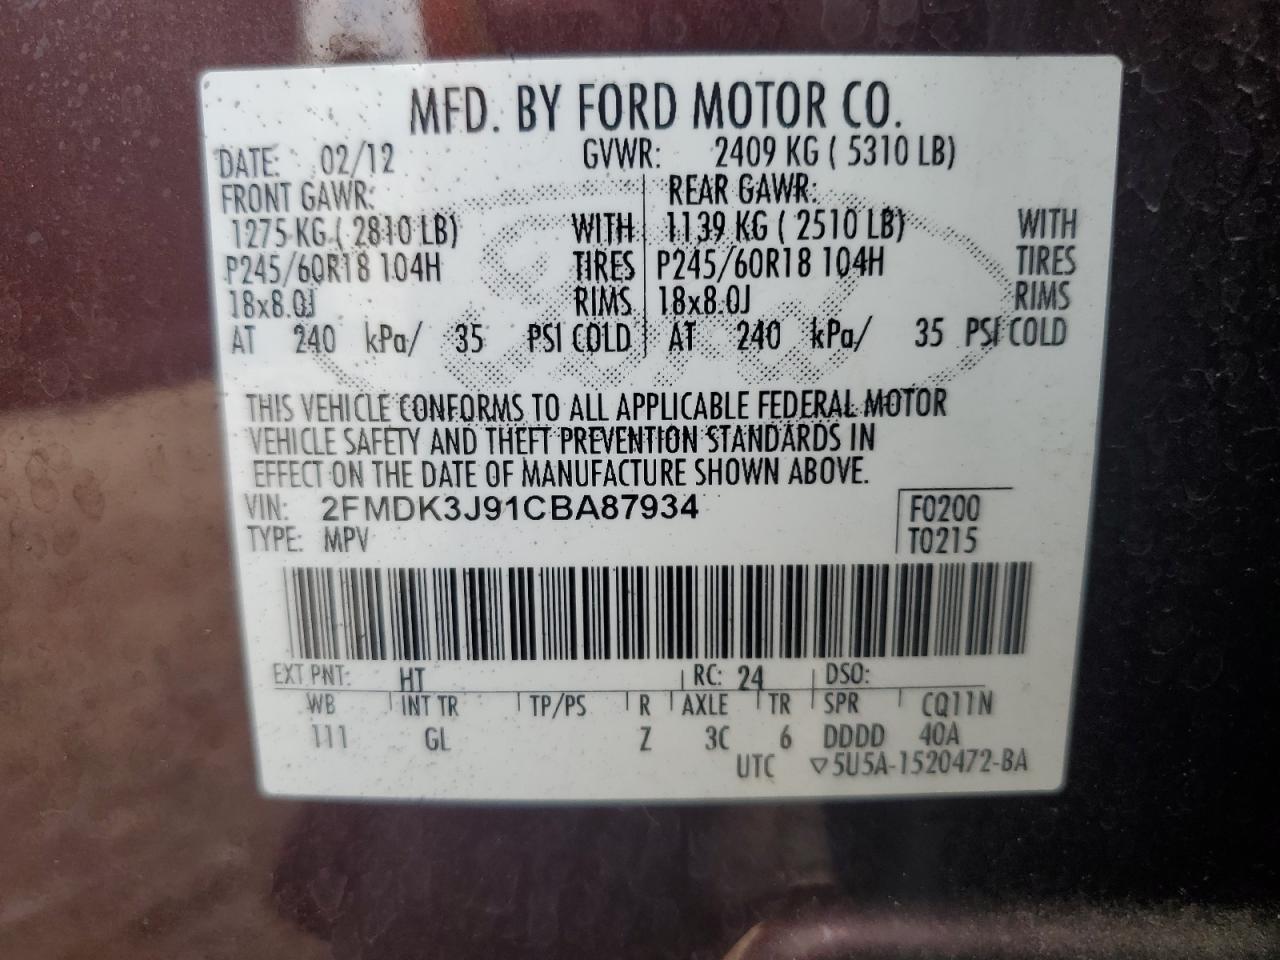 MFD. BY FORD MOTOR CO.
DATE: 02/12 GVWR: 2409 KG ( 5310 LB)
FRONT GAWR: REAR GAWR:
1275 KG ( 2810 LB) WITH 1139 KG ( 2510 LB) WITH
P245/60R18 104H TIRES P245/60R18 104H TIRES
18x8.0J RIMS 18x8.0J RIMS
AT 240 kPa/ 35 PSI COLD AT 240 kPa/ 35 PSI COLD
THIS VEHICLE CONFORMS TO ALL APPLICABLE FEDERAL MOTOR
VEHICLE SAFETY AND THEFT PREVENTION STANDARDS IN
EFFECT ON THE DATE OF MANUFACTURE SHOWN ABOVE.
VIN: 2FMDK3J91CBA87934 F0200
TYPE: MPV T0215
EXT PNT: HT RC: 24 DSO:
WB INT TR TP/PS R AXLE TR SPR CQ11N
111 GL Z 3C 6 DDDD 40A
UTC ▽5U5A-1520472-BA